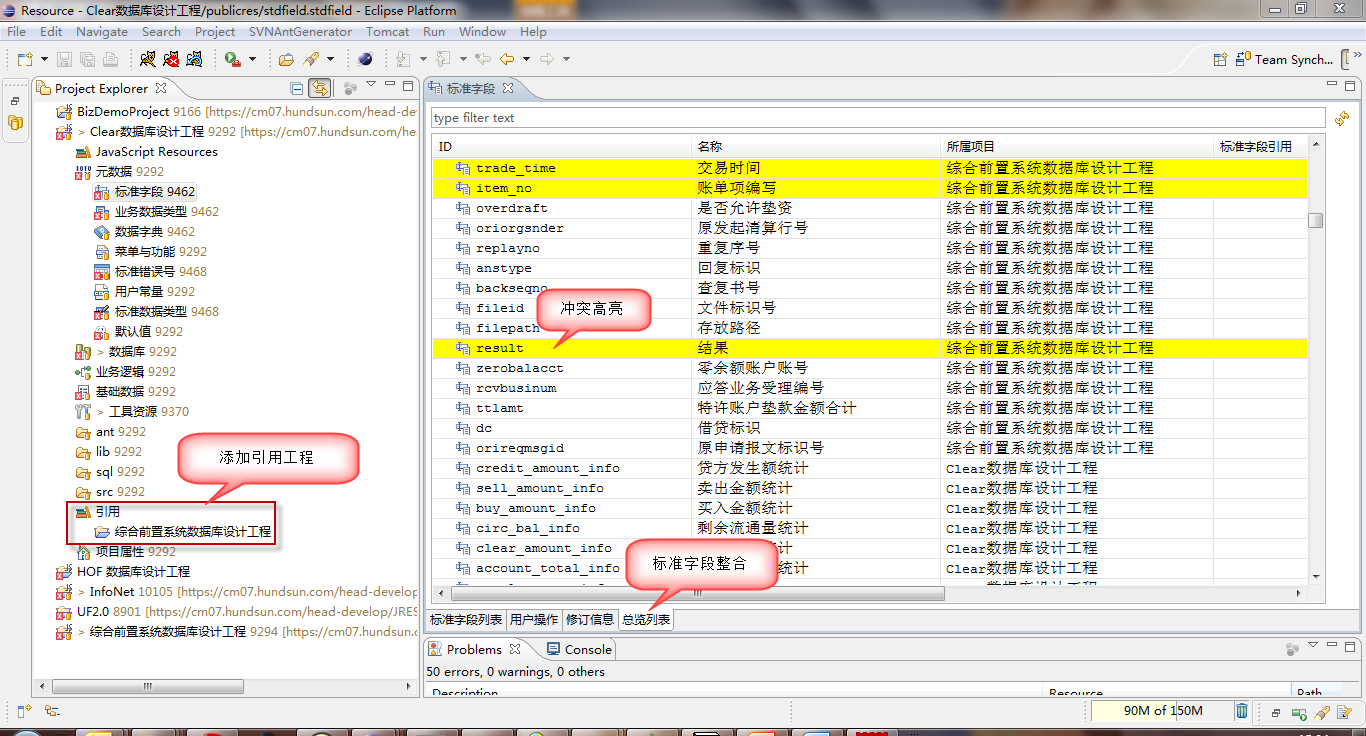 Resource - Clear数据库设计工程/publicres/stdfield.stdfield - Eclipse Platform
File Edit Navigate Search Project SVNAntGenerator Tomcat Run Window Help
Team Synch...
Project Explorer
BizDemoProject 9166 [https://cm07.hundsun.com/head-de
> Clear数据库设计工程 9292 [https://cm07.hundsun.com/he
JavaScript Resources
元数据 9292
标准字段 9462
业务数据类型 9462
数据字典 9462
菜单与功能 9292
标准错误号 9468
用户常量 9292
标准数据类型 9468
默认值 9292
> 数据库 9292
业务逻辑 9292
基础数据 9292
> 工具资源 9370
ant 9292
lib 9292
sql 9292
src 9292
添加引用工程
引用
综合前置系统数据库设计工程
项目属性 9292
HOF 数据库设计工程
> InfoNet 10105 [https://cm07.hundsun.com/head-develop
UF2.0 8901 [https://cm07.hundsun.com/head-develop/JRES
> 综合前置系统数据库设计工程 9294 [https://cm07.hundsun.c
标准字段
type filter text
ID 名称 所属项目 标准字段引用
trade_time 交易时间 综合前置系统数据库设计工程
item_no 账单项编写 综合前置系统数据库设计工程
overdraft 是否允许垫资 综合前置系统数据库设计工程
oriorgsnder 原发起清算行号 综合前置系统数据库设计工程
replayno 重复序号 综合前置系统数据库设计工程
anstype 回复标识 综合前置系统数据库设计工程
backseqno 查复书号 综合前置系统数据库设计工程
fileid 文件标识号 综合前置系统数据库设计工程
冲突高亮
filepath 存放路径 综合前置系统数据库设计工程
result 结果 综合前置系统数据库设计工程
zerobalacct 零余额账户账号 综合前置系统数据库设计工程
rcvbusinum 应答业务受理编号 综合前置系统数据库设计工程
ttlamt 特许账户垫款金额合计 综合前置系统数据库设计工程
dc 借贷标识 综合前置系统数据库设计工程
orireqmsgid 原申请报文标识号 综合前置系统数据库设计工程
credit_amount_info 贷方发生额统计 Clear数据库设计工程
sell_amount_info 卖出金额统计 Clear数据库设计工程
buy_amount_info 买入金额统计 Clear数据库设计工程
circ_bal_info 剩余流通量统计 Clear数据库设计工程
clear_amount_info 计 Clear数据库设计工程
account_total_info 统计 Clear数据库设计工程
标准字段整合
标准字段列表 用户操作 修订信息 总览列表
Problems Console
50 errors, 0 warnings, 0 others
Description Resource Path
90M of 150M